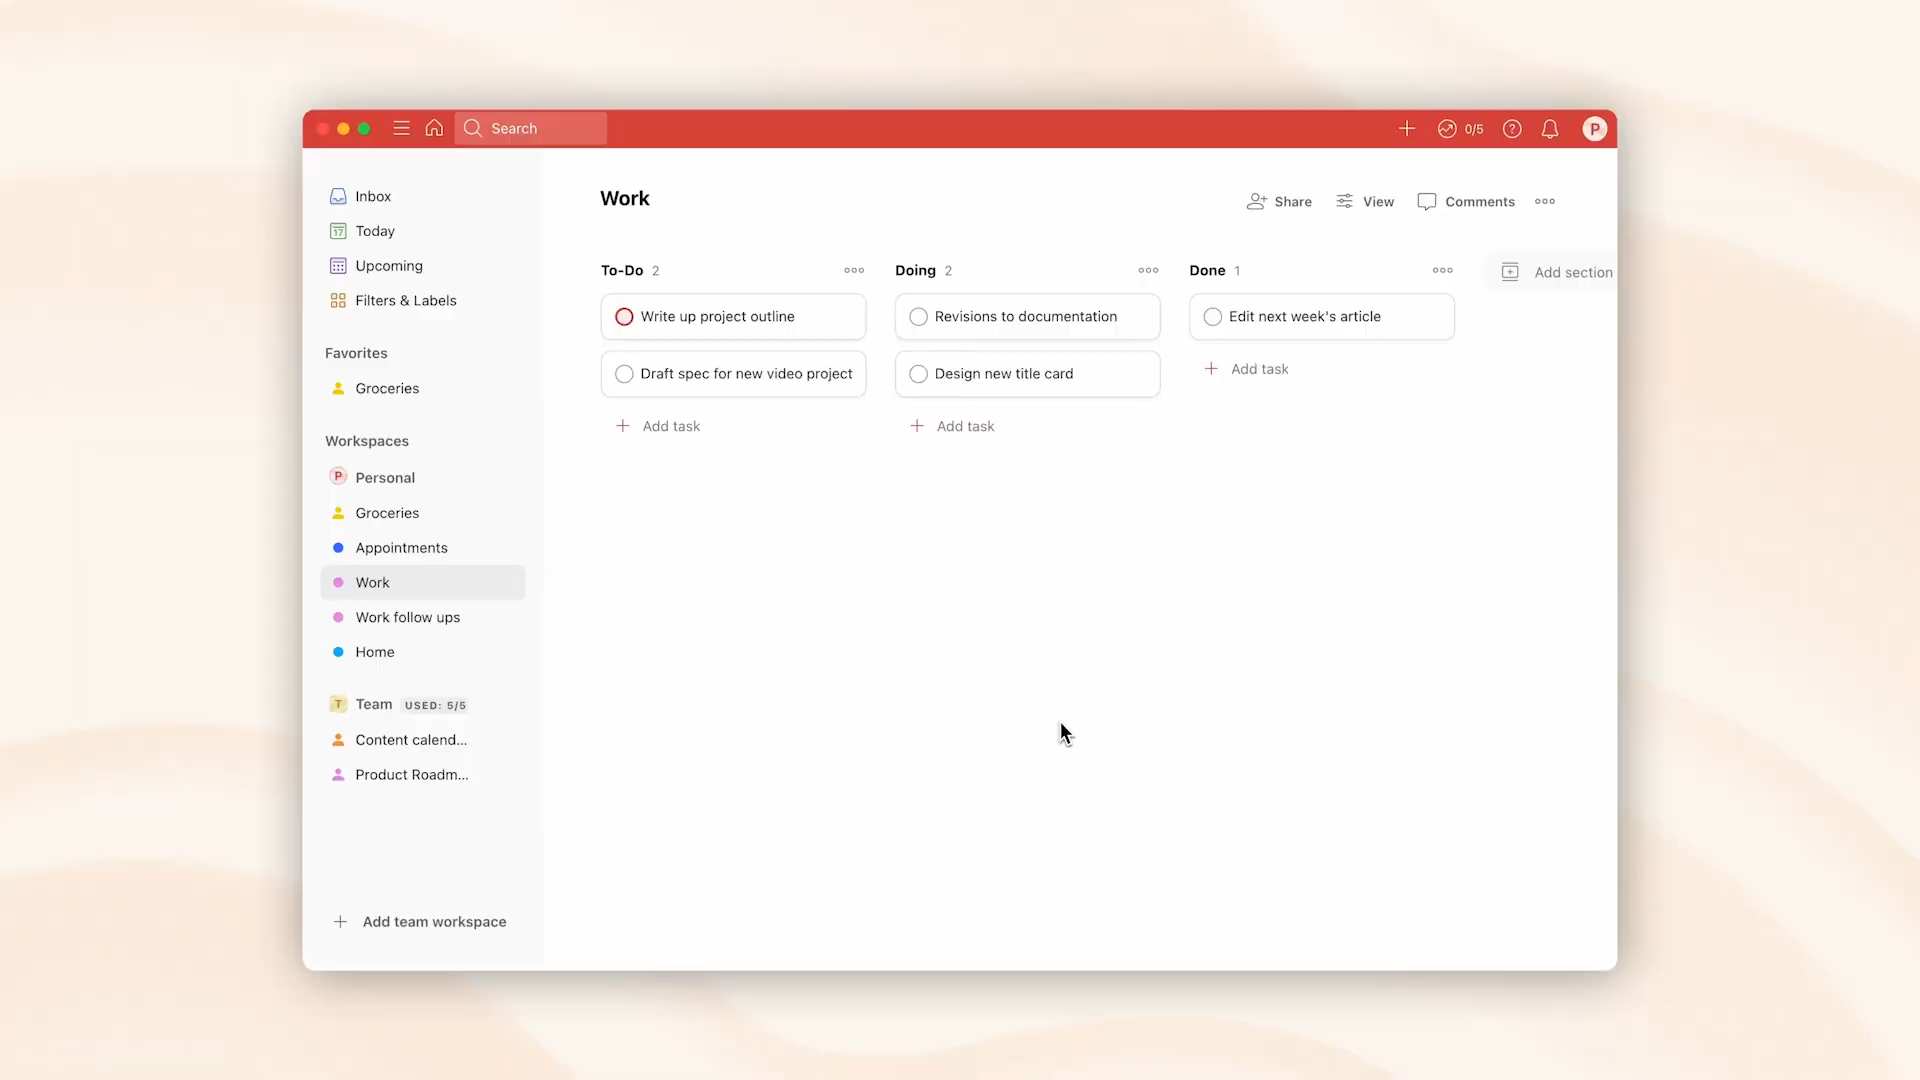 Search
0/5
?
P
Inbox
17
Today
Upcoming
Filters & Labels
Favorites
Groceries
Workspaces
P Personal
Groceries
Appointments
Work
Work follow ups
Home
T Team USED: 5/5
Content calend...
Product Roadm...
Add team workspace
Work
Share
View
Comments
To-Do 2
Write up project outline
Draft spec for new video project
Add task
Doing 2
Revisions to documentation
Design new title card
Add task
Done 1
Edit next week's article
Add task
Add section